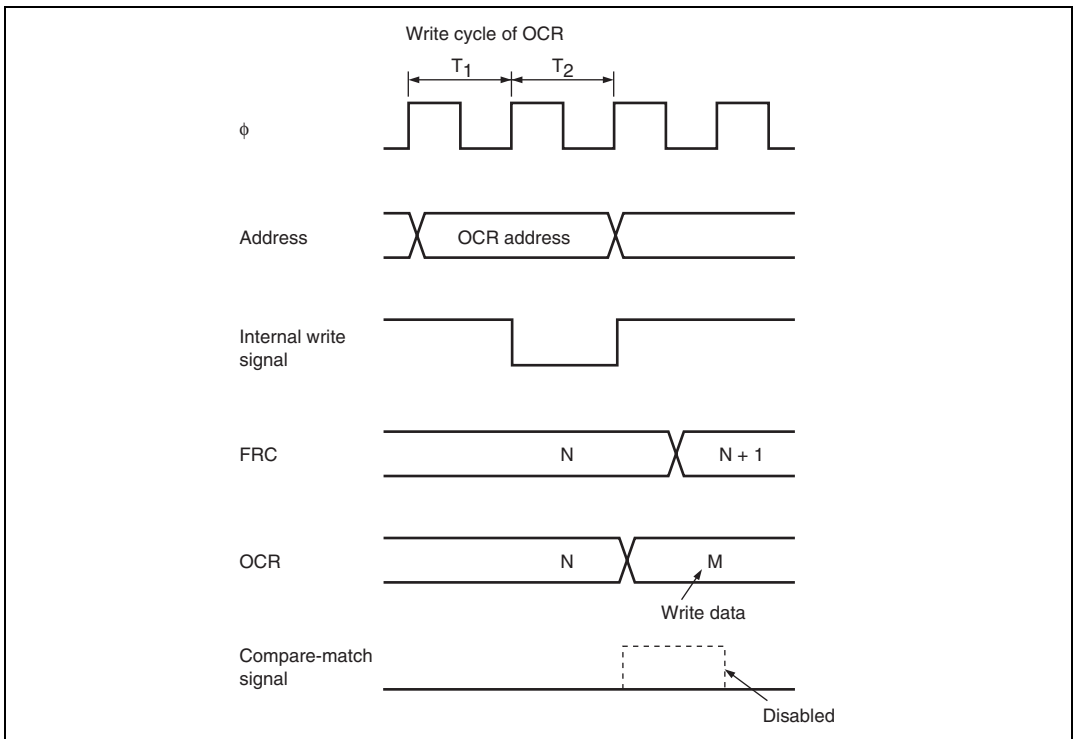 Write cycle of OCR
T1 T2
ϕ
Address
OCR address
Internal write
signal
FRC
N
N + 1
OCR
N
M
Write data
Compare-match
signal
Disabled